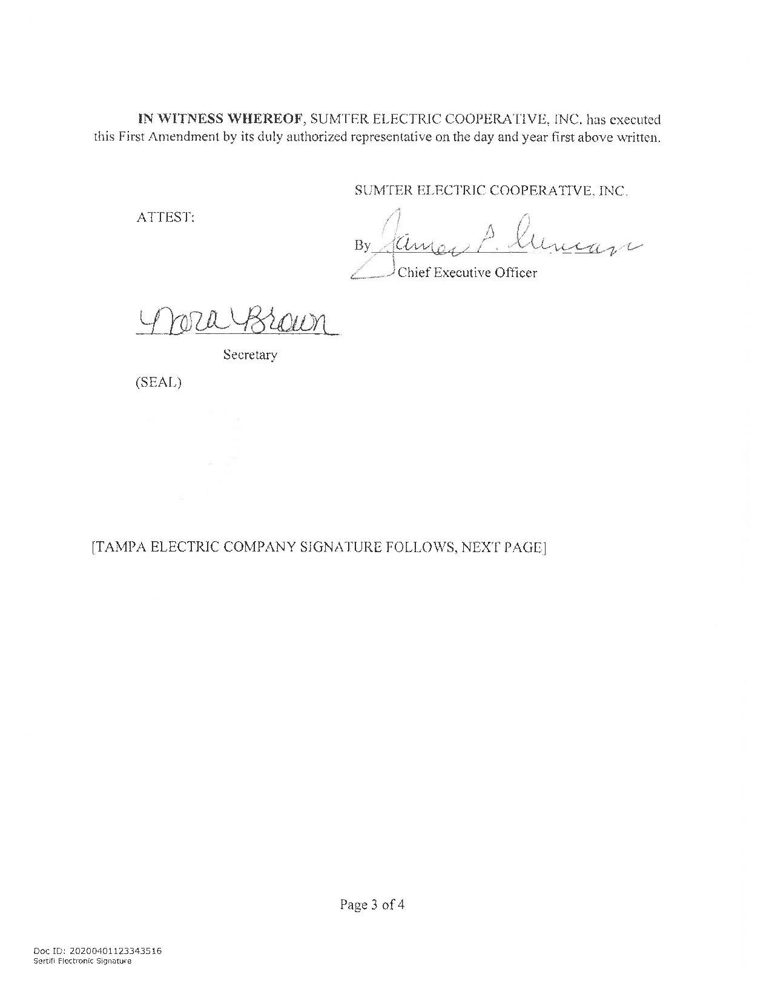 IN WITNESS WHEREOF, SUMTER ELECTRIC COOPERATIVE, INC. has executed
this First Amendment by its duly authorized representative on the day and year first above written.
SUMTER ELECTRIC COOPERATIVE, INC.
ATTEST:
By James P. Duncan
Chief Executive Officer
Nora Brown
Secretary
(SEAL)
[TAMPA ELECTRIC COMPANY SIGNATURE FOLLOWS, NEXT PAGE]
Page 3 of 4
Doc ID: 20200401123343516
Sertifi Electronic Signature